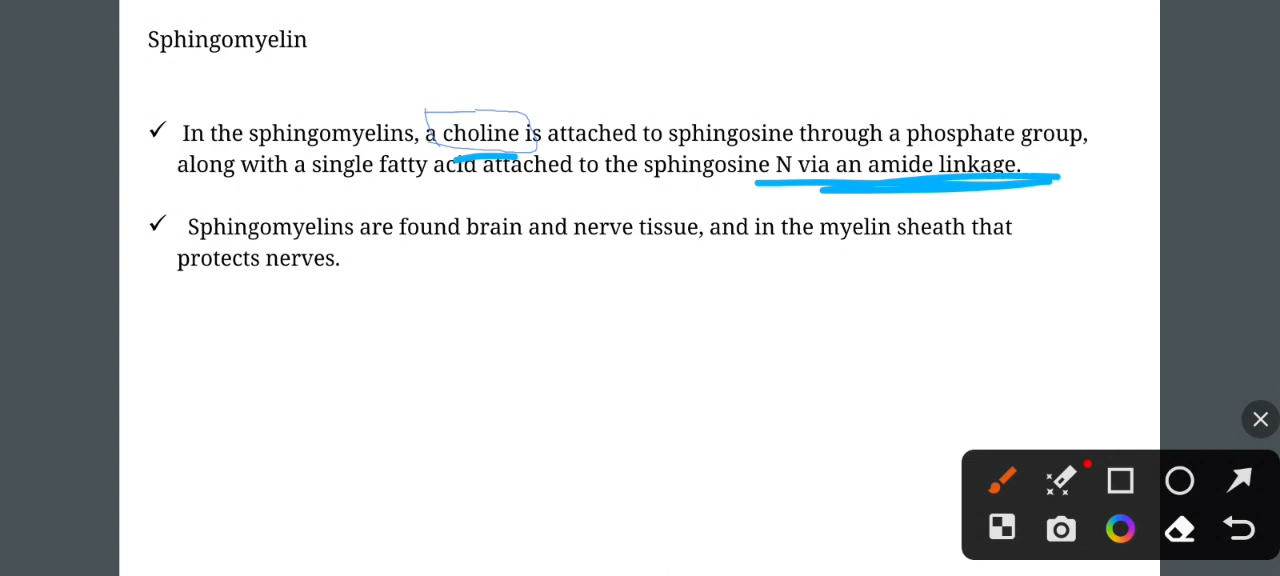 Sphingomyelin
✓ In the sphingomyelins, a choline is attached to sphingosine through a phosphate group,
along with a single fatty acid attached to the sphingosine N via an amide linkage.
✓ Sphingomyelins are found brain and nerve tissue, and in the myelin sheath that
protects nerves.